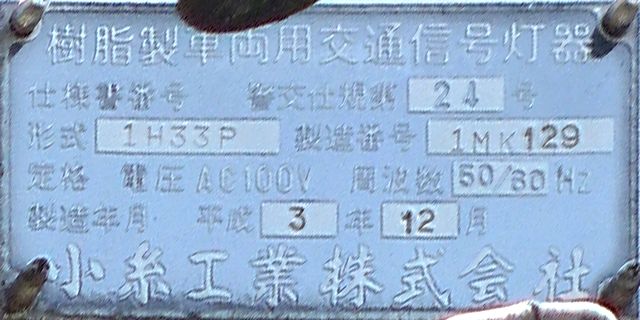 樹脂製車両用交通信号灯器
仕様書番号 警交仕規第 24 号
形式 1H33P 製造番号 1MK129
定格 電圧 AC100V 周波数 50/60 Hz
製造年月 平成 3 年 12 月
小糸工業株式会社